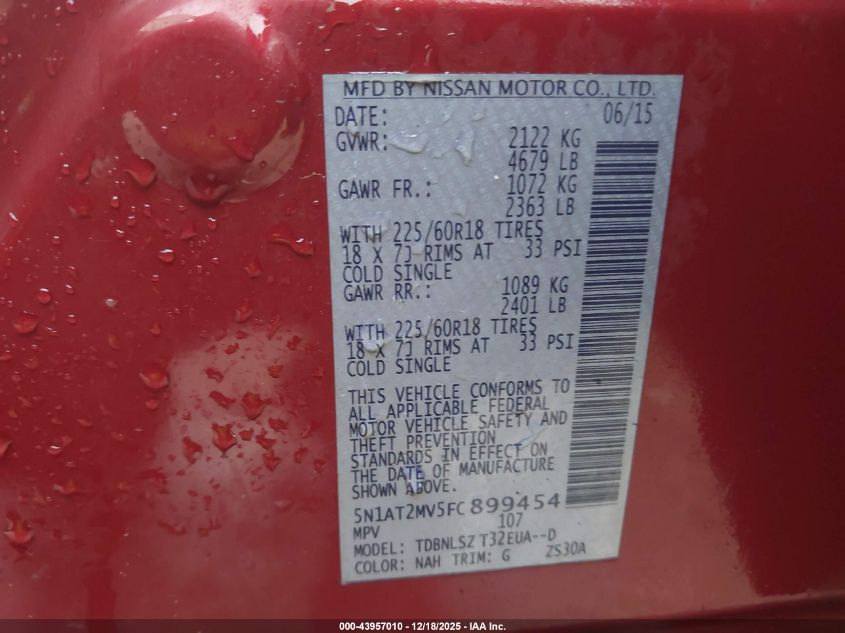 MFD BY NISSAN MOTOR CO., LTD.
DATE: 06/15
GVWR: 2122 KG
4679 LB
GAWR FR.: 1072 KG
2363 LB
WITH 225/60R18 TIRES
18 X 7J RIMS AT 33 PSI
COLD SINGLE
GAWR RR.: 1089 KG
2401 LB
WITH 225/60R18 TIRES
18 X 7J RIMS AT 33 PSI
COLD SINGLE
THIS VEHICLE CONFORMS TO
ALL APPLICABLE FEDERAL
MOTOR VEHICLE SAFETY AND
THEFT PREVENTION
STANDARDS IN EFFECT ON
THE DATE OF MANUFACTURE
SHOWN ABOVE.
5N1AT2MV5FC899454
MPV 107
MODEL: TDBNLSZ T32EUA--D
COLOR: NAH TRIM: G ZS30A
000-43957010 | 12/18/2025 - IAA Inc.